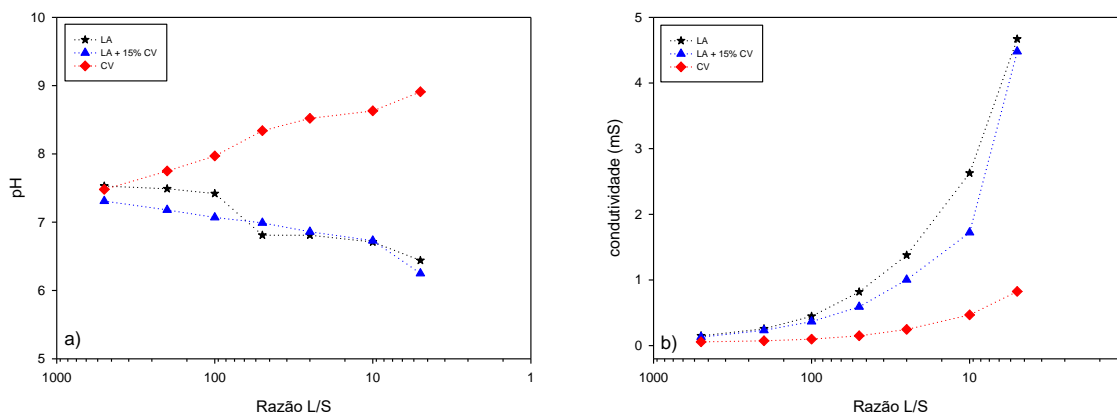 10
9
8
7
6
5
pH
LA
LA + 15% CV
CV
a)
1000
100
10
1
Razão L/S
5
4
3
2
1
0
condutividade (mS)
LA
LA + 15% CV
CV
b)
1000
100
10
Razão L/S